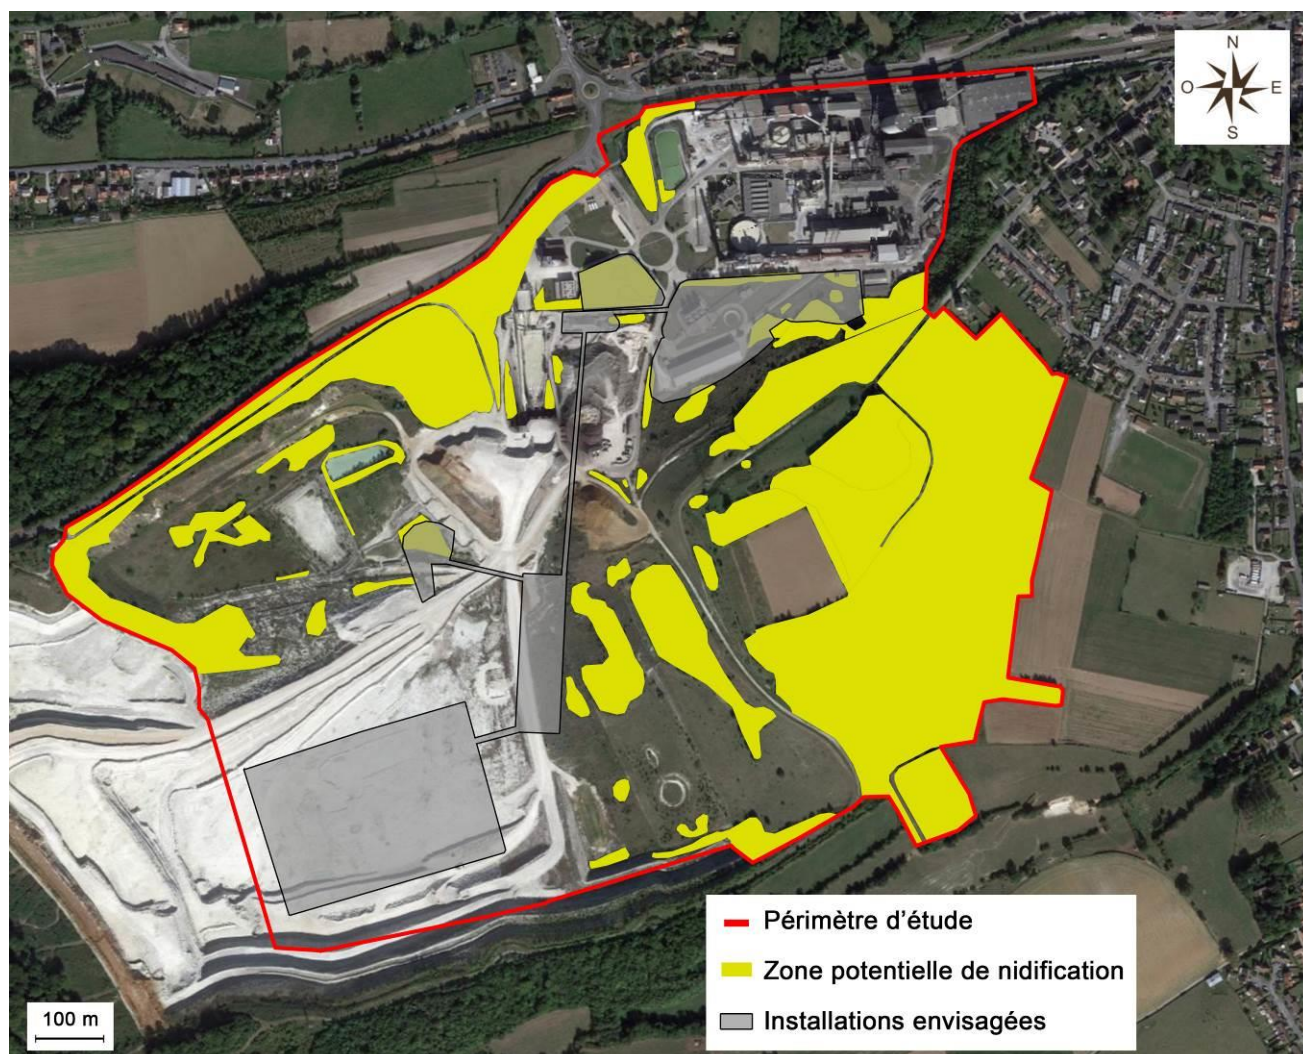 N
O E
S
Périmètre d'étude
Zone potentielle de nidification
Installations envisagées
100 m